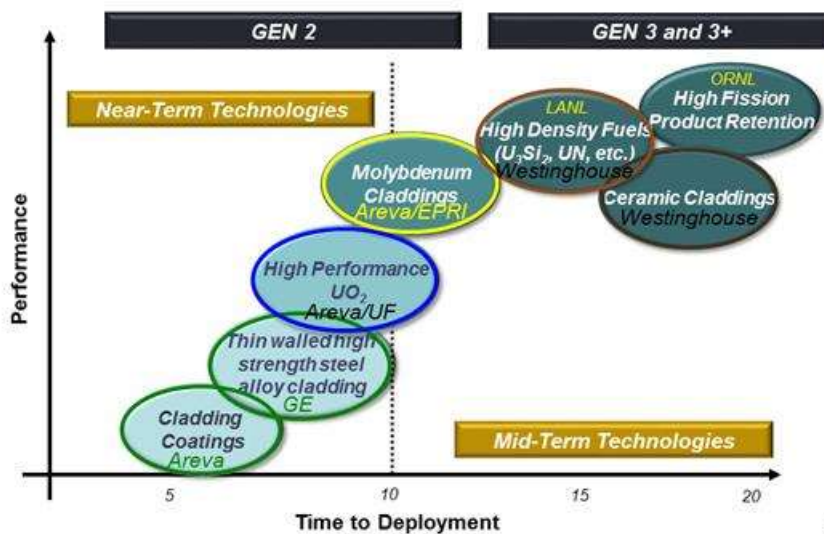 GEN 2
GEN 3 and 3+
Near-Term Technologies
ORNL
High Fission
Product Retention
LANL
High Density Fuels
(U₃Si₂, UN, etc.)
Westinghouse
Molybdenum
Claddings
Areva/EPRI
Ceramic Claddings
Westinghouse
High Performance
UO₂
Areva/UF
Thin walled high
strength steel
alloy cladding
GE
Cladding
Coatings
Areva
Mid-Term Technologies
Performance
5
10
15
20
Time to Deployment